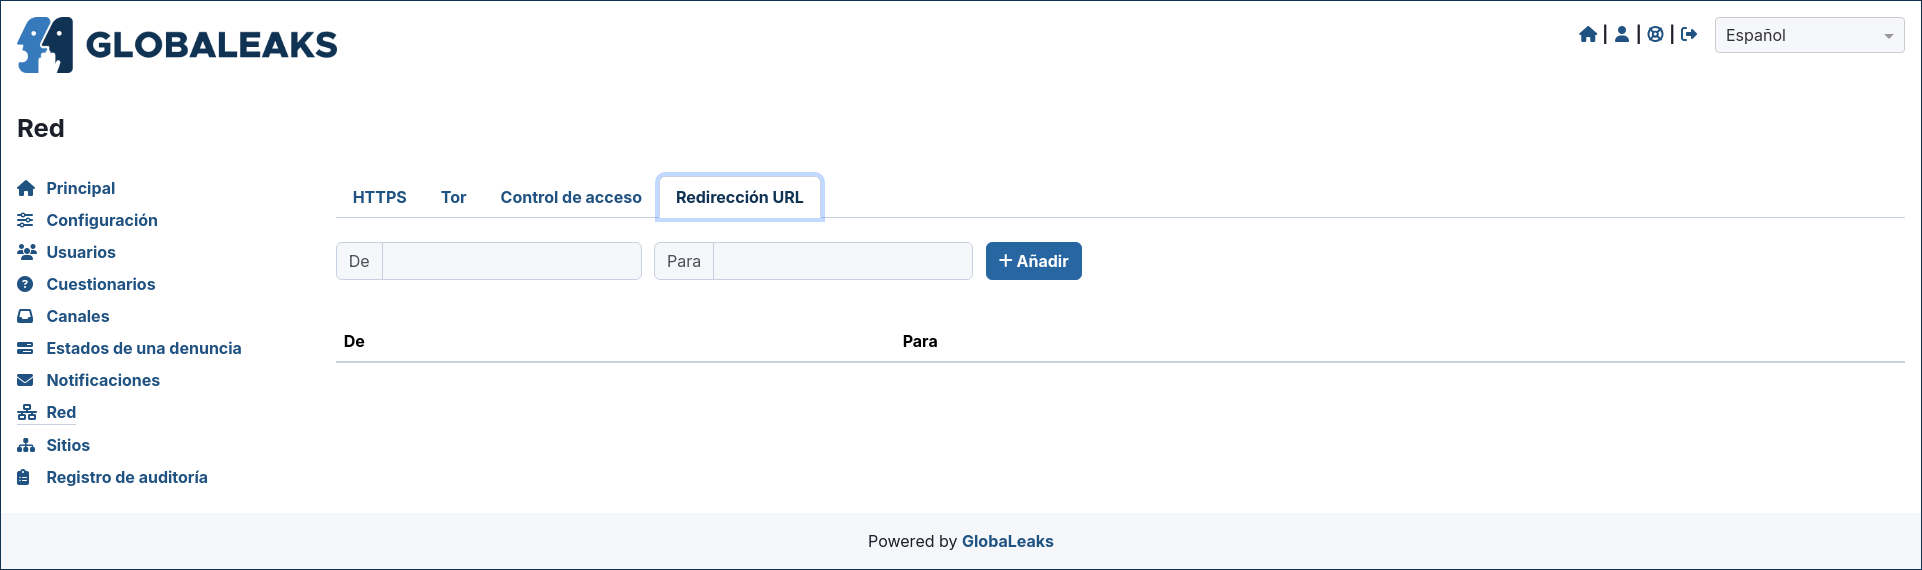 GLOBALEAKS
Español
Red
Principal
Configuración
Usuarios
Cuestionarios
Canales
Estados de una denuncia
Notificaciones
Red
Sitios
Registro de auditoría
HTTPS Tor Control de acceso Redirección URL
De Para + Añadir
De Para
Powered by GlobaLeaks